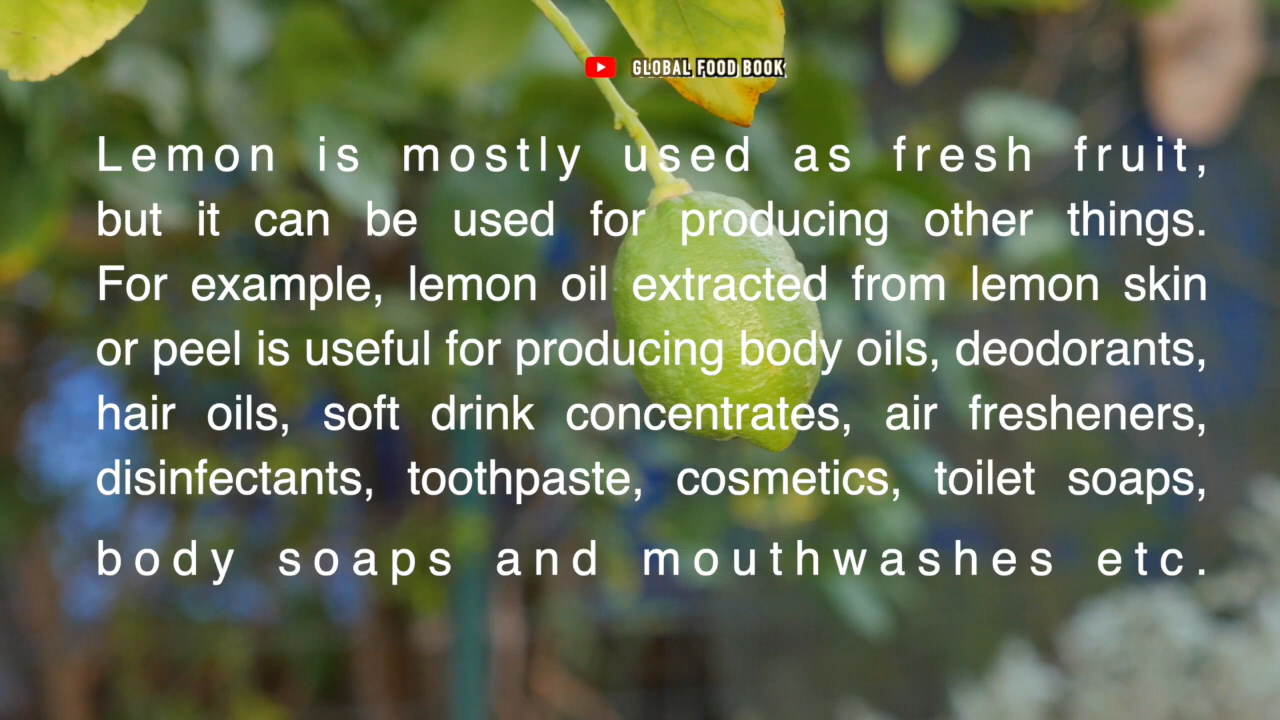 GLOBAL FOOD BOOK
Lemon is mostly used as fresh fruit,
but it can be used for producing other things.
For example, lemon oil extracted from lemon skin
or peel is useful for producing body oils, deodorants,
hair oils, soft drink concentrates, air fresheners,
disinfectants, toothpaste, cosmetics, toilet soaps,
body soaps and mouthwashes etc.